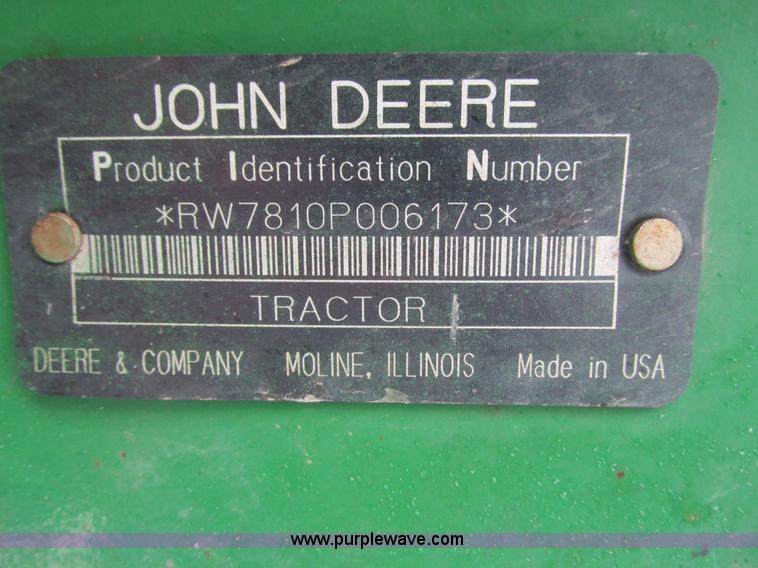 JOHN DEERE
Product Identification Number
*RW7810P006173*
TRACTOR
DEERE & COMPANY MOLINE, ILLINOIS Made in USA
www.purplewave.com